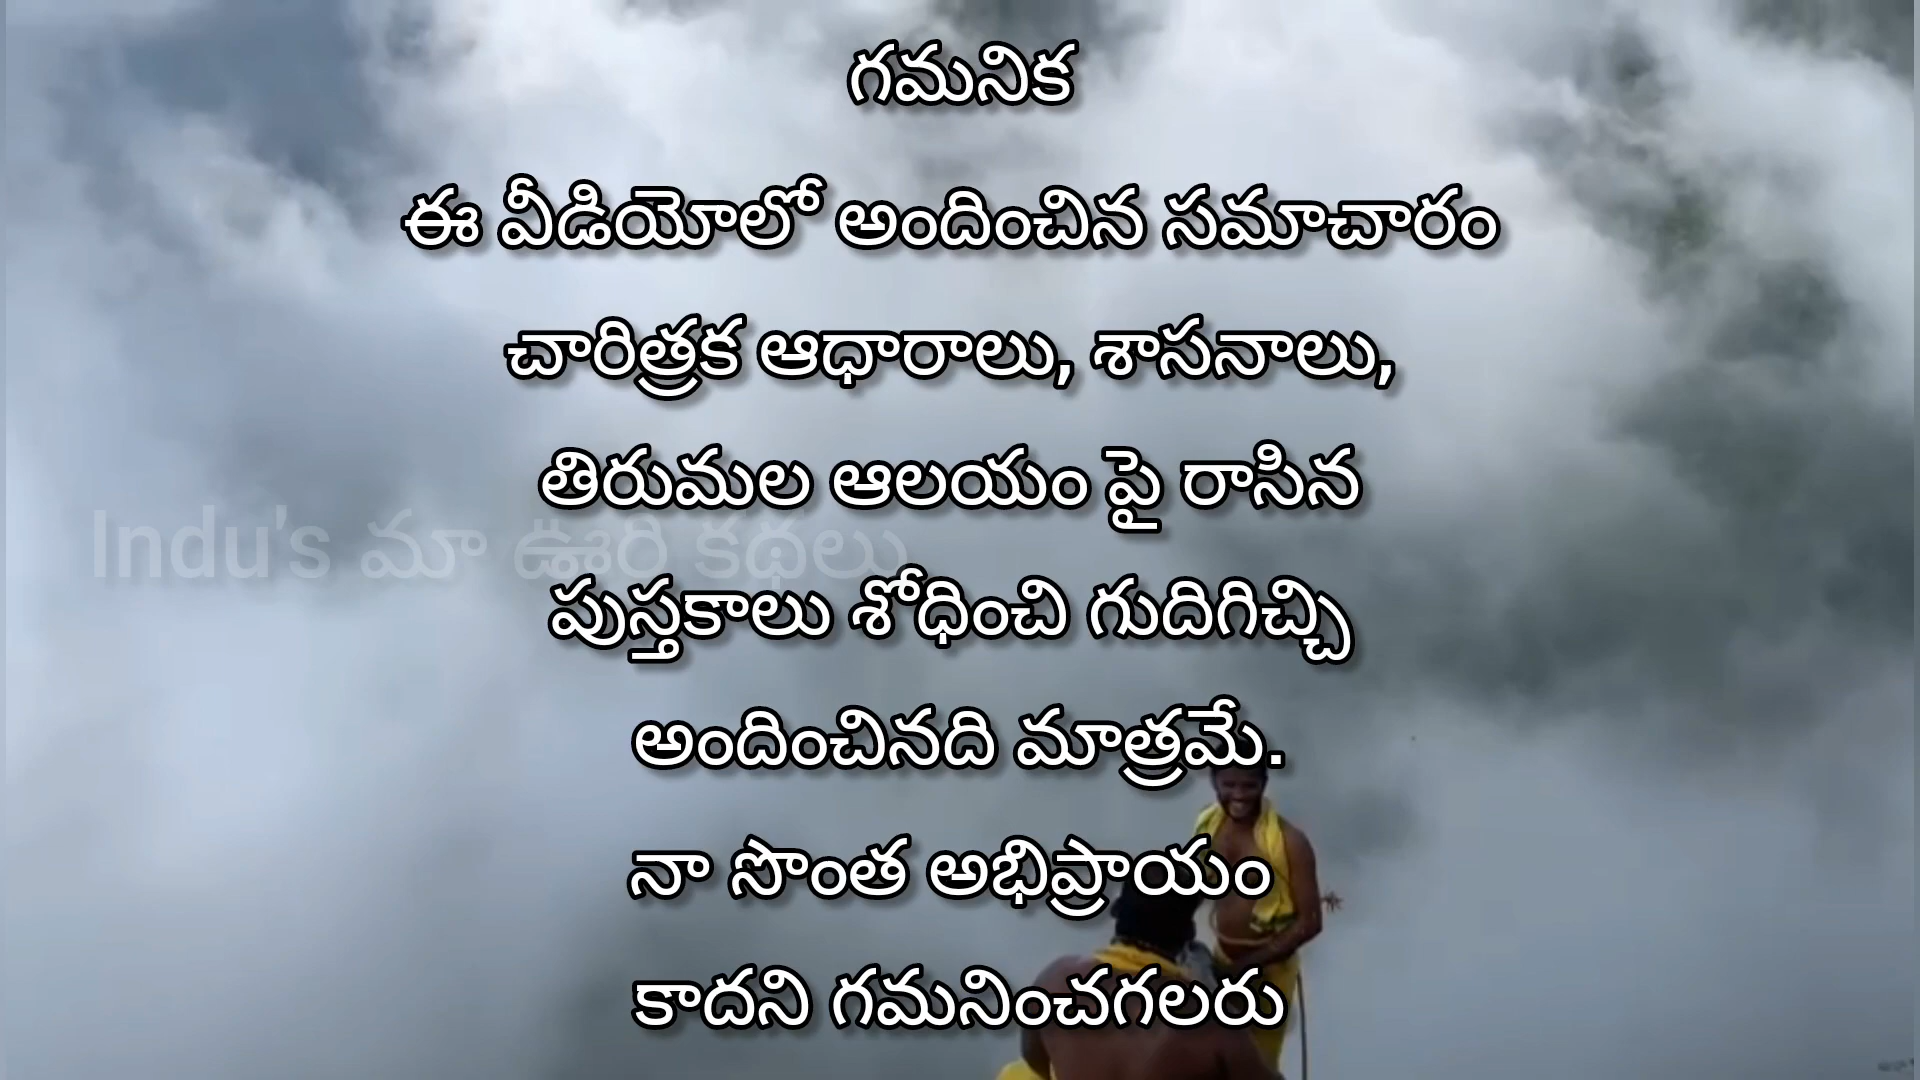 గమనిక
ఈ వీడియోలో అందించిన సమాచారం
చారిత్రక ఆధారాలు, శాసనాలు,
తిరుమల ఆలయం పై రాసిన
Indu's మా ఊరి కథలు
పుస్తకాలు శోధించి గుదిగిచ్చి
అందించినది మాత్రమే.
నా సొంత అభిప్రాయం
కాదని గమనించగలరు